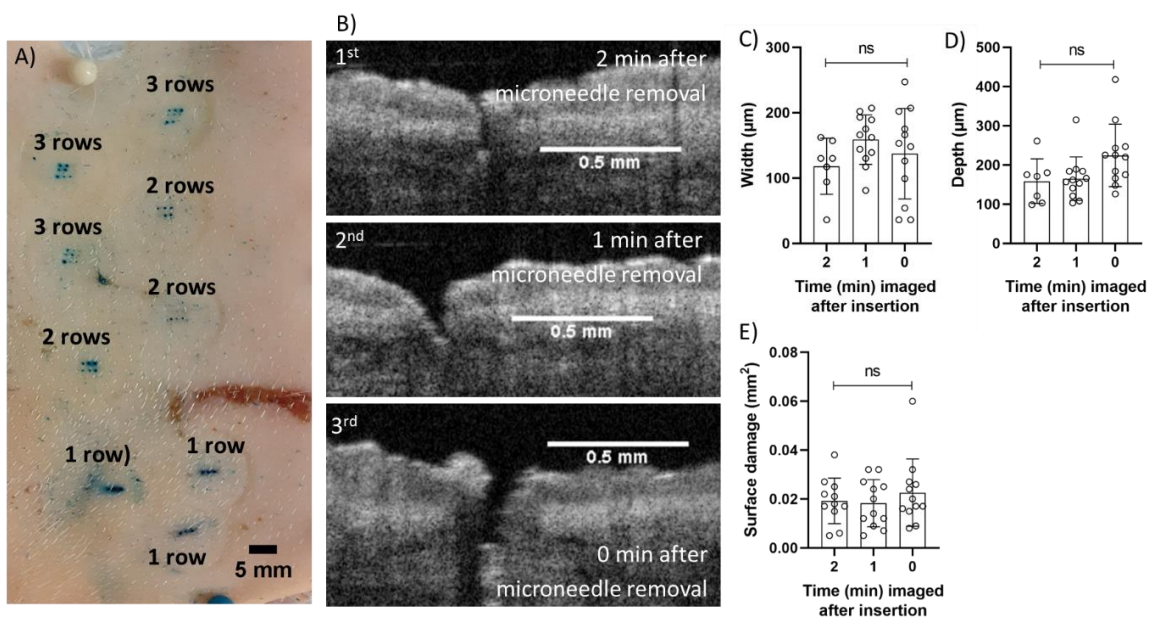 A)
3 rows
3 rows
2 rows
3 rows
2 rows
2 rows
1 row)
1 row
1 row
5 mm
B)
1st
2 min after
microneedle removal
0.5 mm
2nd
1 min after
microneedle removal
0.5 mm
3rd
0.5 mm
0 min after
microneedle removal
C)
300
200
100
0
Width (µm)
ns
2 1 0
Time (min) imaged
after insertion
D)
500
400
300
200
100
0
Depth (µm)
ns
2 1 0
Time (min) imaged
after insertion
E)
0.08
0.06
0.04
0.02
0.00
Surface damage (mm²)
ns
2 1 0
Time (min) imaged
after insertion